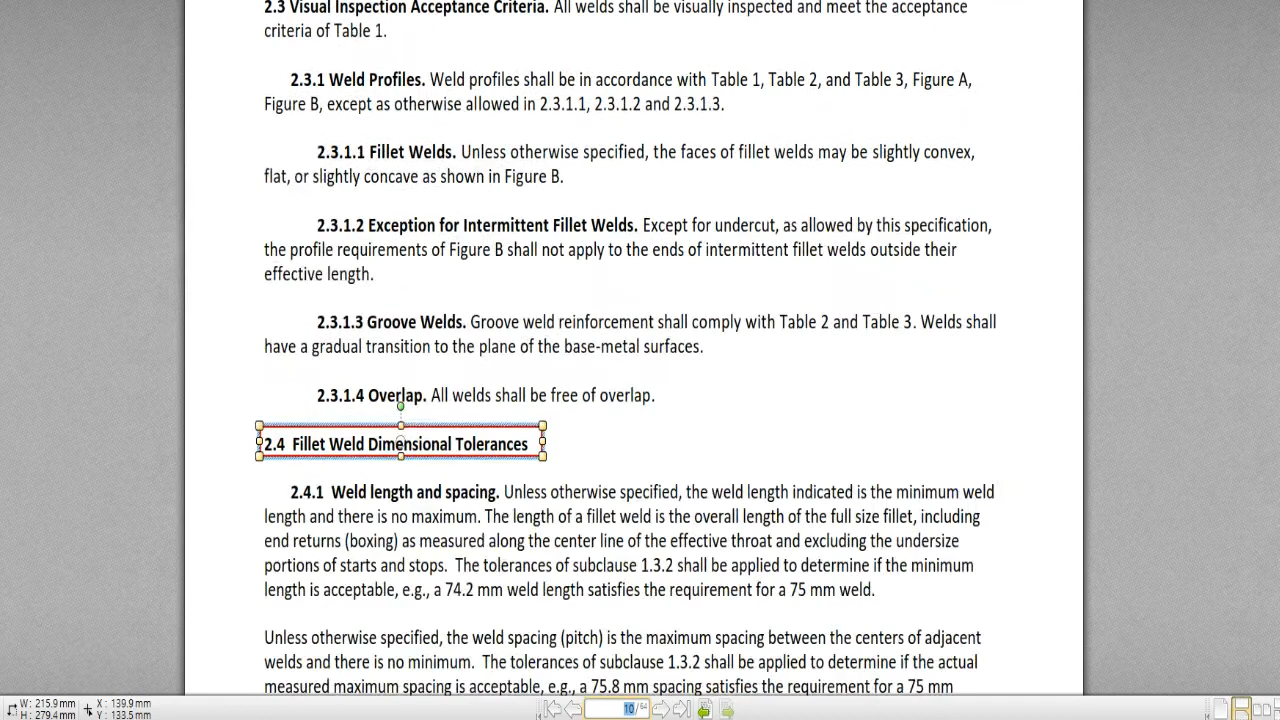 2.3 Visual Inspection Acceptance Criteria. All welds shall be visually inspected and meet the acceptance
criteria of Table 1.
2.3.1 Weld Profiles. Weld profiles shall be in accordance with Table 1, Table 2, and Table 3, Figure A,
Figure B, except as otherwise allowed in 2.3.1.1, 2.3.1.2 and 2.3.1.3.
2.3.1.1 Fillet Welds. Unless otherwise specified, the faces of fillet welds may be slightly convex,
flat, or slightly concave as shown in Figure B.
2.3.1.2 Exception for Intermittent Fillet Welds. Except for undercut, as allowed by this specification,
the profile requirements of Figure B shall not apply to the ends of intermittent fillet welds outside their
effective length.
2.3.1.3 Groove Welds. Groove weld reinforcement shall comply with Table 2 and Table 3. Welds shall
have a gradual transition to the plane of the base-metal surfaces.
2.3.1.4 Overlap. All welds shall be free of overlap.
2.4 Fillet Weld Dimensional Tolerances
2.4.1 Weld length and spacing. Unless otherwise specified, the weld length indicated is the minimum weld
length and there is no maximum. The length of a fillet weld is the overall length of the full size fillet, including
end returns (boxing) as measured along the center line of the effective throat and excluding the undersize
portions of starts and stops. The tolerances of subclause 1.3.2 shall be applied to determine if the minimum
length is acceptable, e.g., a 74.2 mm weld length satisfies the requirement for a 75 mm weld.
Unless otherwise specified, the weld spacing (pitch) is the maximum spacing between the centers of adjacent
welds and there is no minimum. The tolerances of subclause 1.3.2 shall be applied to determine if the actual
measured maximum spacing is acceptable, e.g., a 75.8 mm spacing satisfies the requirement for a 75 mm
W: 215.9mm X: 139.9mm
H: 279.4mm Y: 133.5mm
10 / 64